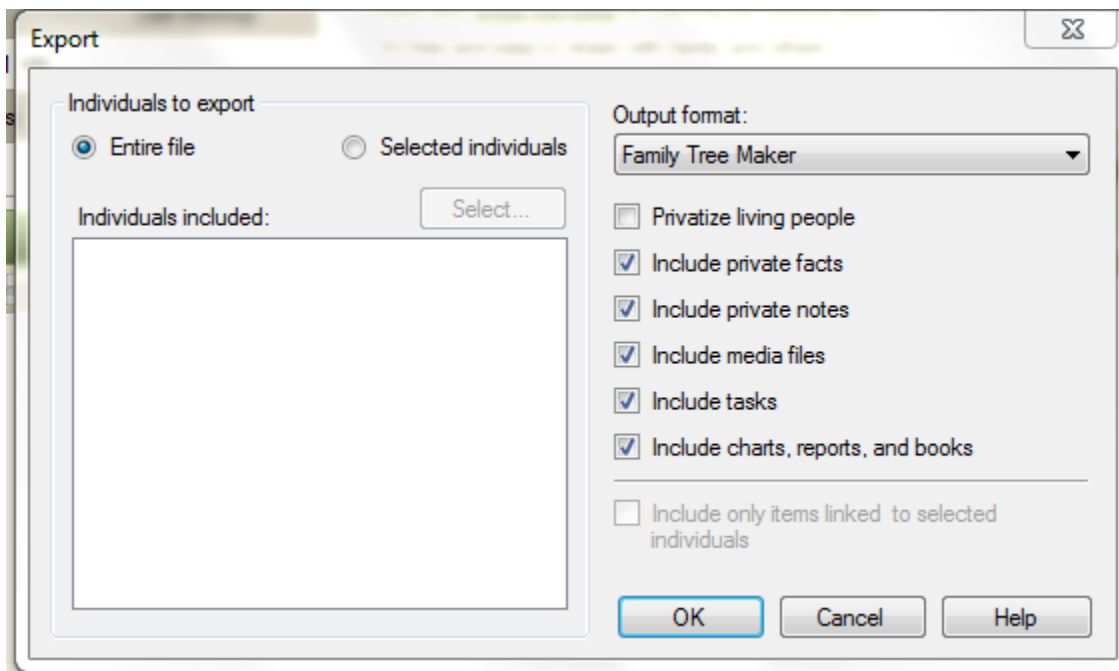 Export
Individuals to export
Entire file
Selected individuals
Individuals included:
Select...
Output format:
Family Tree Maker
Privatize living people
Include private facts
Include private notes
Include media files
Include tasks
Include charts, reports, and books
Include only items linked to selected
individuals
OK
Cancel
Help